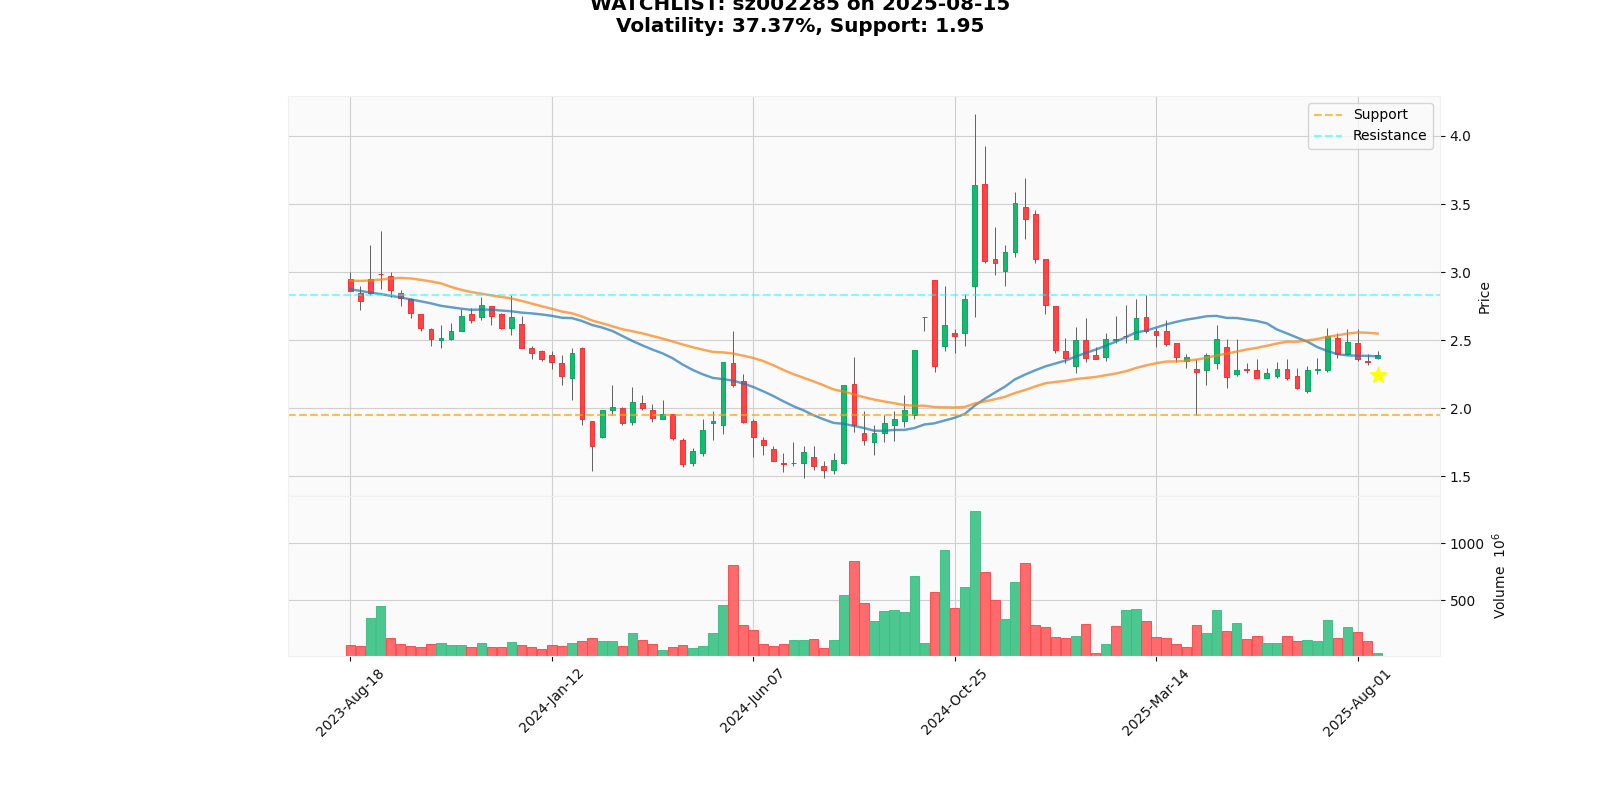 WATCHLIST: sz002285 on 2025-08-15
Volatility: 37.37%, Support: 1.95
Support
Resistance
4.0
3.5
3.0
2.5
2.0
1.5
Price
1000
500
Volume 10^6
2023-Aug-18
2024-Jan-12
2024-Jun-07
2024-Oct-25
2025-Mar-14
2025-Aug-01